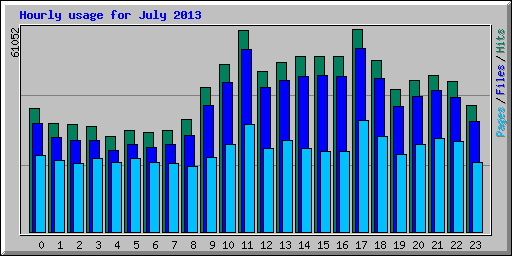 Hourly usage for July 2013
61052
Pages / Files / Hits
0 1 2 3 4 5 6 7 8 9 10 11 12 13 14 15 16 17 18 19 20 21 22 23